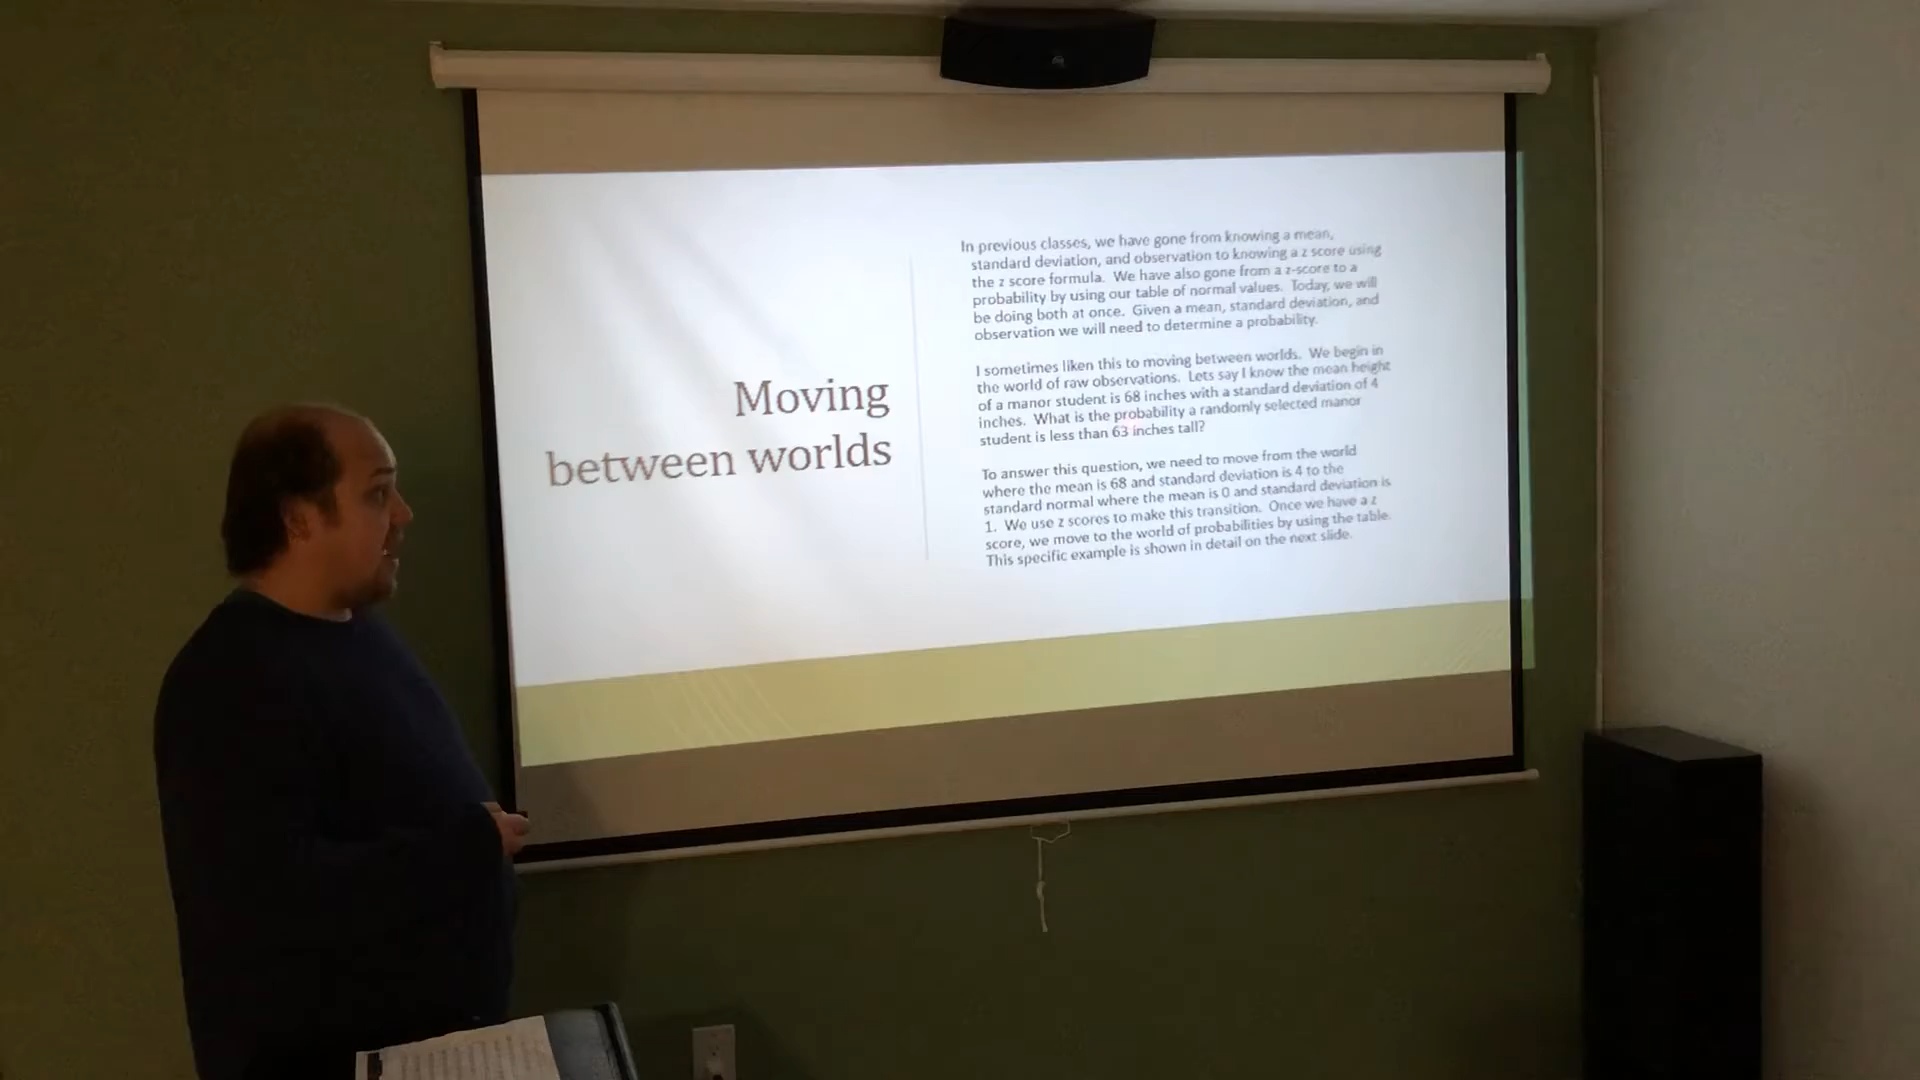 Moving
between worlds
In previous classes, we have gone from knowing a mean,
standard deviation, and observation to knowing a z score using
the z score formula. We have also gone from a z-score to a
probability by using our table of normal values. Today, we will
be doing both at once. Given a mean, standard deviation, and
observation we will need to determine a probability.
I sometimes liken this to moving between worlds. We begin in
the world of raw observations. Lets say I know the mean height
of a manor student is 68 inches with a standard deviation of 4
inches. What is the probability a randomly selected manor
student is less than 63 inches tall?
To answer this question, we need to move from the world
where the mean is 68 and standard deviation is 4 to the
standard normal where the mean is 0 and standard deviation is
1. We use z scores to make this transition. Once we have a z
score, we move to the world of probabilities by using the table.
This specific example is shown in detail on the next slide.